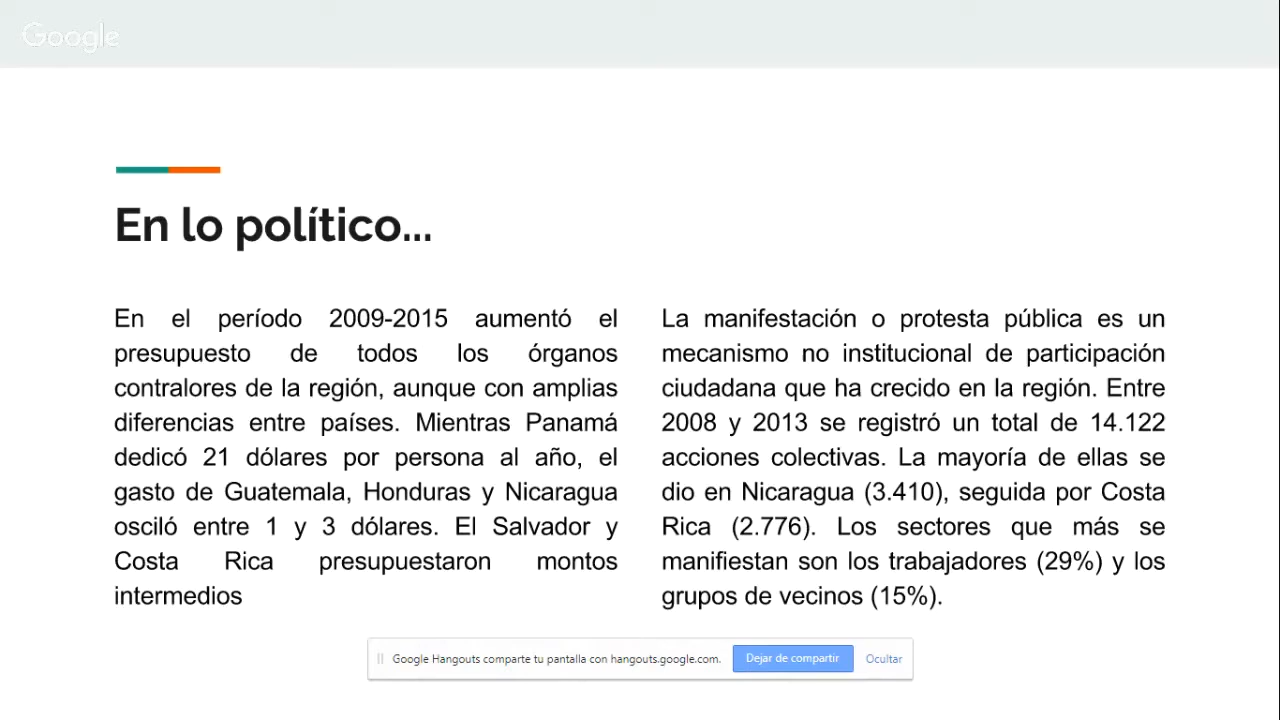 Google
En lo político...
En el período 2009-2015 aumentó el
presupuesto de todos los órganos
contralores de la región, aunque con amplias
diferencias entre países. Mientras Panamá
dedicó 21 dólares por persona al año, el
gasto de Guatemala, Honduras y Nicaragua
osciló entre 1 y 3 dólares. El Salvador y
Costa Rica presupuestaron montos
intermedios
La manifestación o protesta pública es un
mecanismo no institucional de participación
ciudadana que ha crecido en la región. Entre
2008 y 2013 se registró un total de 14.122
acciones colectivas. La mayoría de ellas se
dio en Nicaragua (3.410), seguida por Costa
Rica (2.776). Los sectores que más se
manifiestan son los trabajadores (29%) y los
grupos de vecinos (15%).
Google Hangouts comparte tu pantalla con hangouts.google.com. Dejar de compartir Ocultar